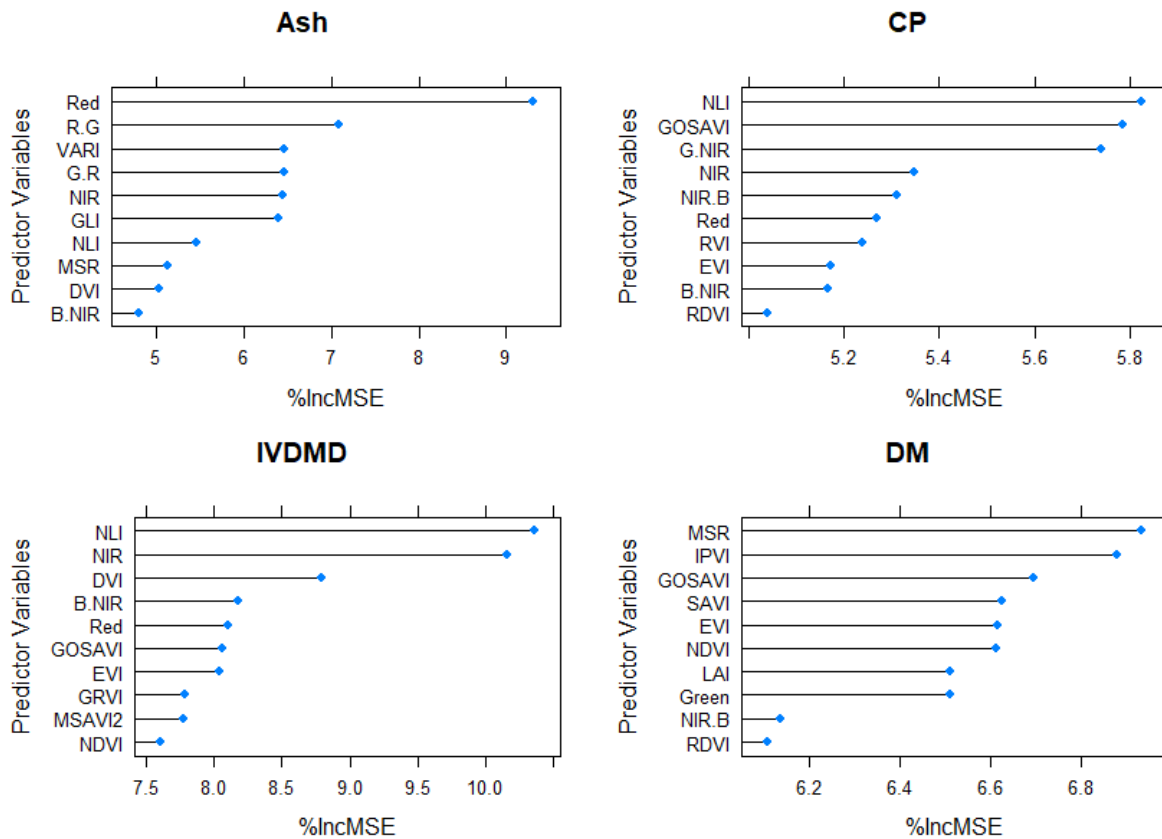 Ash
Predictor Variables
Red
R.G
VARI
G.R
NIR
GLI
NLI
MSR
DVI
B.NIR
5 6 7 8 9
%IncMSE
CP
Predictor Variables
NLI
GOSAVI
G.NIR
NIR
NIR.B
Red
RVI
EVI
B.NIR
RDVI
5.2 5.4 5.6 5.8
%IncMSE
IVDMD
Predictor Variables
NLI
NIR
DVI
B.NIR
Red
GOSAVI
EVI
GRVI
MSAVI2
NDVI
7.5 8.0 8.5 9.0 9.5 10.0
%IncMSE
DM
Predictor Variables
MSR
IPVI
GOSAVI
SAVI
EVI
NDVI
LAI
Green
NIR.B
RDVI
6.2 6.4 6.6 6.8
%IncMSE